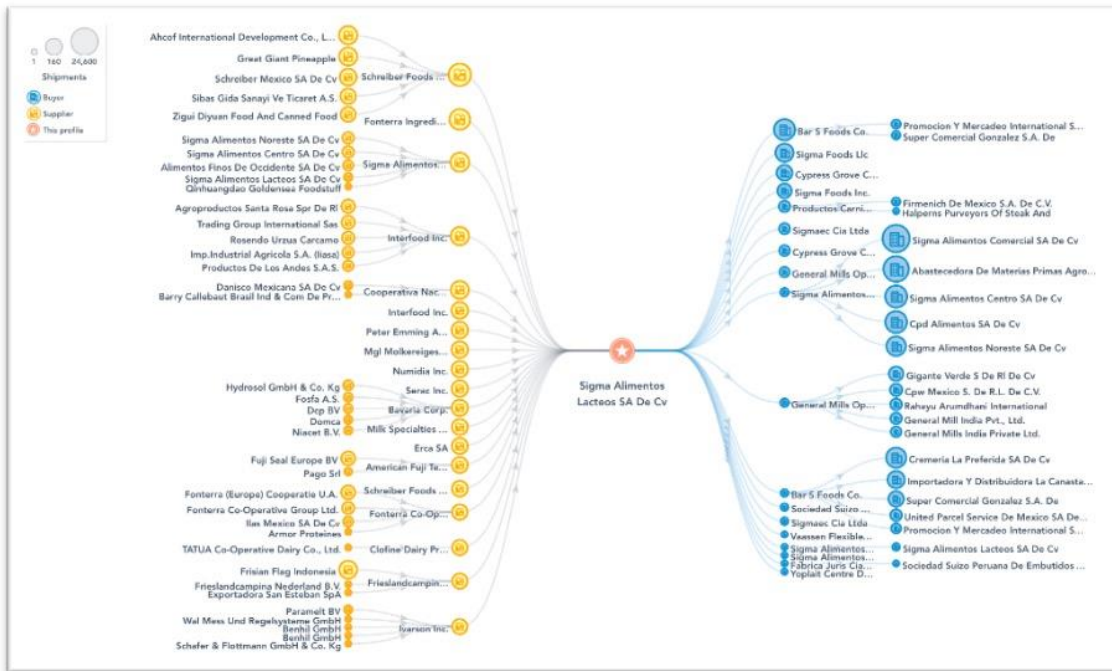 1 160 24,600
Shipments
Buyer
Supplier
This profile
Ahcof International Development Co., L...
Great Giant Pineapple
Schreiber Mexico SA De Cv
Sibas Gida Sanayi Ve Ticaret A.S.
Zigui Diyuan Food And Canned Food
Schreiber Foods ...
Fonterra Ingredi...
Sigma Alimentos Noreste SA De Cv
Sigma Alimentos Centro SA De Cv
Alimentos Finos De Occidente SA De Cv
Sigma Alimentos Lacteos SA De Cv
Qinhuangdao Goldensea Foodstuff
Sigma Alimentos...
Agroproductos Santa Rosa Spr De Rl
Trading Group International Sas
Rosendo Urzua Carcamo
Imp.Industrial Agricola S.A. (Iiasa)
Productos De Los Andes S.A.S.
Interfood Inc.
Danisco Mexicana SA De Cv
Barry Callebaut Brasil Ind & Com De Pr...
Cooperativa Nac...
Interfood Inc.
Peter Emming A...
Mgl Molkereiges...
Numidia Inc.
Serac Inc.
Hydrosol GmbH & Co. Kg
Fosfa A.S.
Dcp BV
Domca
Niacet B.V.
Bavaria Corp.
Milk Specialties ...
Erca SA
Fuji Seal Europe BV
Pago Srl
American Fuji Te...
Schreiber Foods ...
Fonterra (Europe) Cooperatie U.A.
Fonterra Co-Operative Group Ltd.
Ilas Mexico SA De Cv
Armor Proteines
Fonterra Co-Op...
TATUA Co-Operative Dairy Co., Ltd.
Clofine Dairy Pr...
Frisian Flag Indonesia
Frieslandcampina Nederland B.V.
Exportadora San Esteban SpA
Frieslandcampin...
Paramelt BV
Wal Mess Und Regelsysteme GmbH
Benhil GmbH
Benhil GmbH
Schafer & Flottmann GmbH & Co. Kg
Ivarson Inc.
Sigma Alimentos
Lacteos SA De Cv
Bar S Foods Co.
Promocion Y Mercadeo International S...
Super Comercial Gonzalez S.A. De
Sigma Foods Llc
Cypress Grove C...
Sigma Foods Inc.
Productos Carni...
Firmenich De Mexico S.A. De C.V.
Halperns Purveyors Of Steak And
Sigmaec Cia Ltda
Cypress Grove C...
General Mills Op...
Sigma Alimentos...
Sigma Alimentos Comercial SA De Cv
Abastecedora De Materias Primas Agro...
Sigma Alimentos Centro SA De Cv
Cpd Alimentos SA De Cv
Sigma Alimentos Noreste SA De Cv
General Mills Op...
Gigante Verde S De Rl De Cv
Cpw Mexico S. De R.L. De C.V.
Rahayu Arumdhani International
General Mill India Pvt., Ltd.
General Mills India Private Ltd.
Bar S Foods Co.
Cremeria La Preferida SA De Cv
Importadora Y Distribuidora La Canasta...
Super Comercial Gonzalez S.A. De
United Parcel Service De Mexico SA De...
Promocion Y Mercadeo International S...
Sociedad Suizo ...
Sigmaec Cia Ltda
Vaassen Flexible...
Sigma Alimentos...
Sigma Alimentos Lacteos SA De Cv
Sigma Alimentos...
Fabrica Juris Cia...
Sociedad Suizo Peruana De Embutidos ...
Yoplait Centre D...